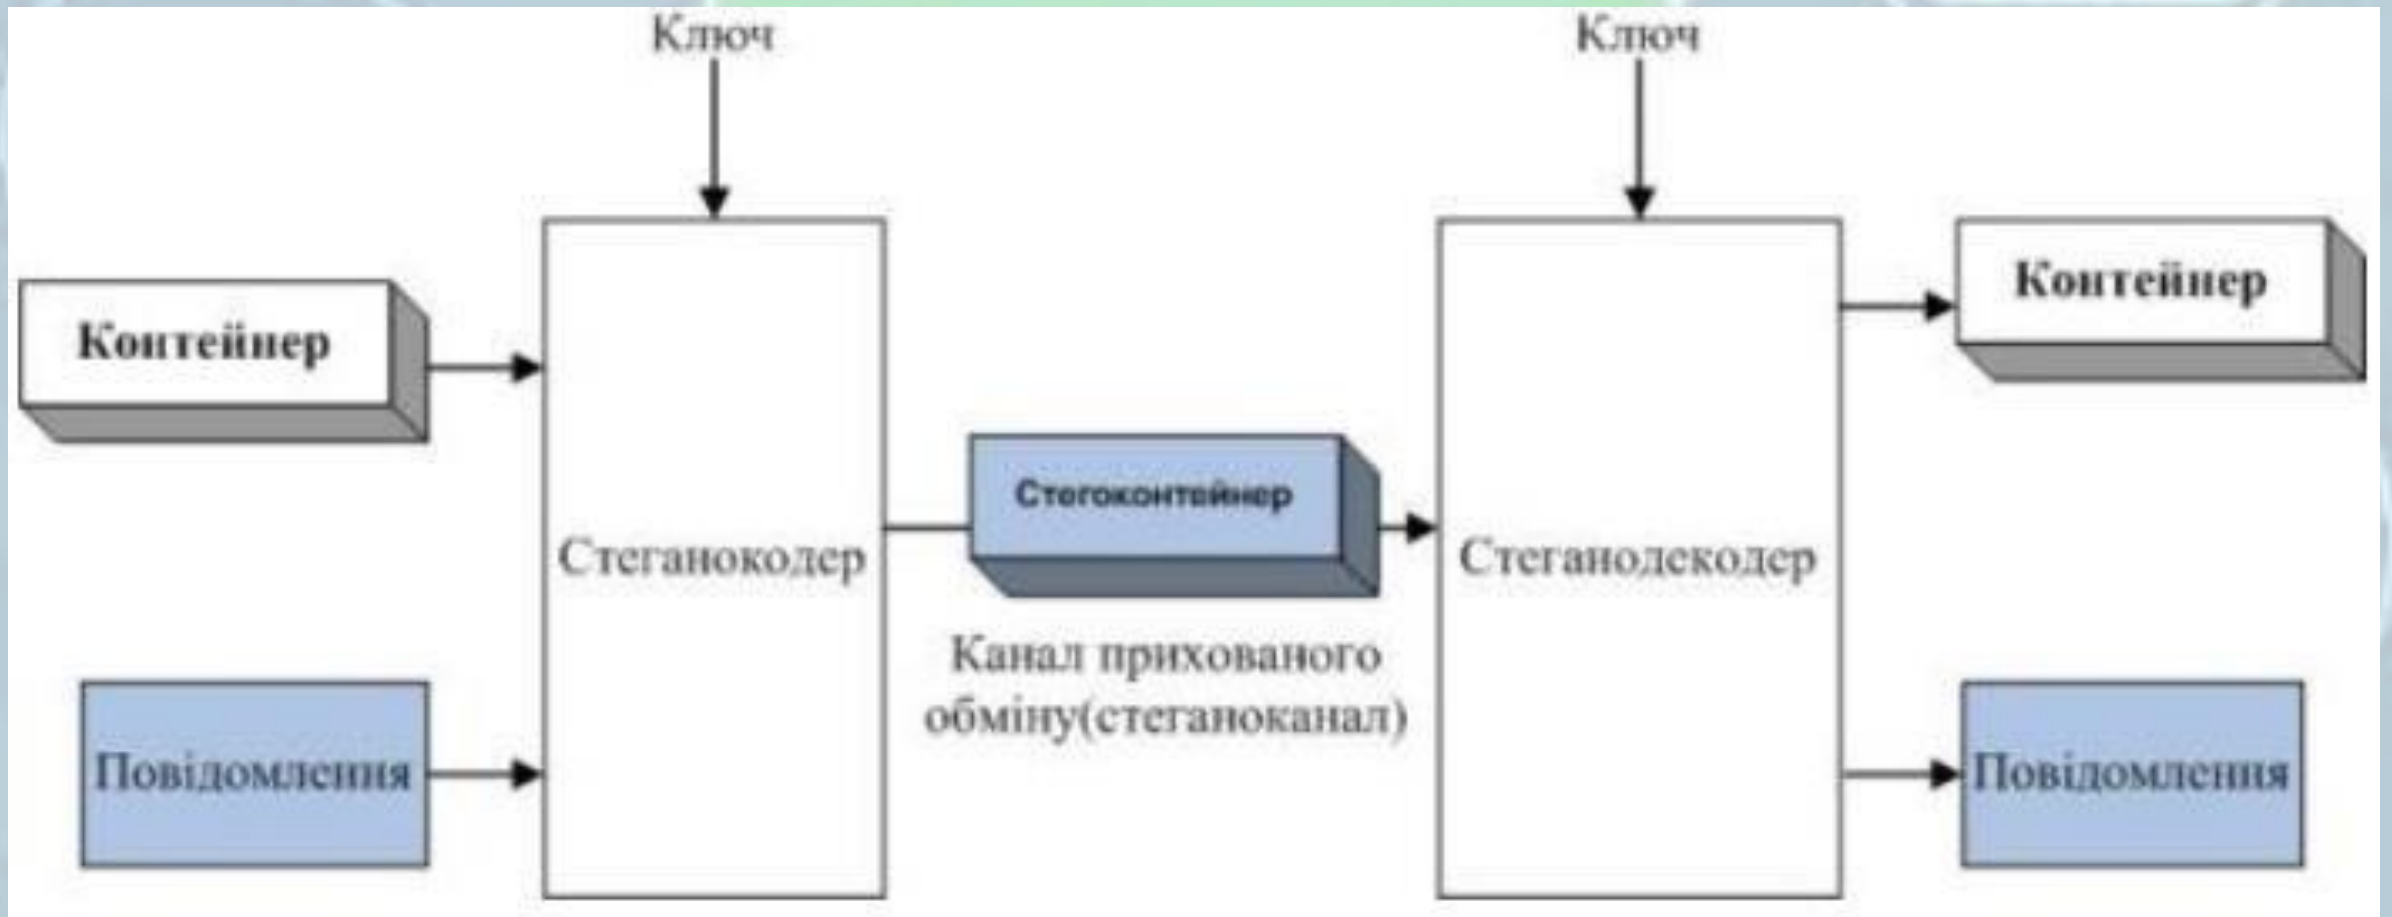 Ключ
Ключ
Контейнер
Контейнер
Стегоконтейнер
Стеганокодер
Стеганодекодер
Канал прихованого
обміну(стеганоканал)
Повідомлення
Повідомлення